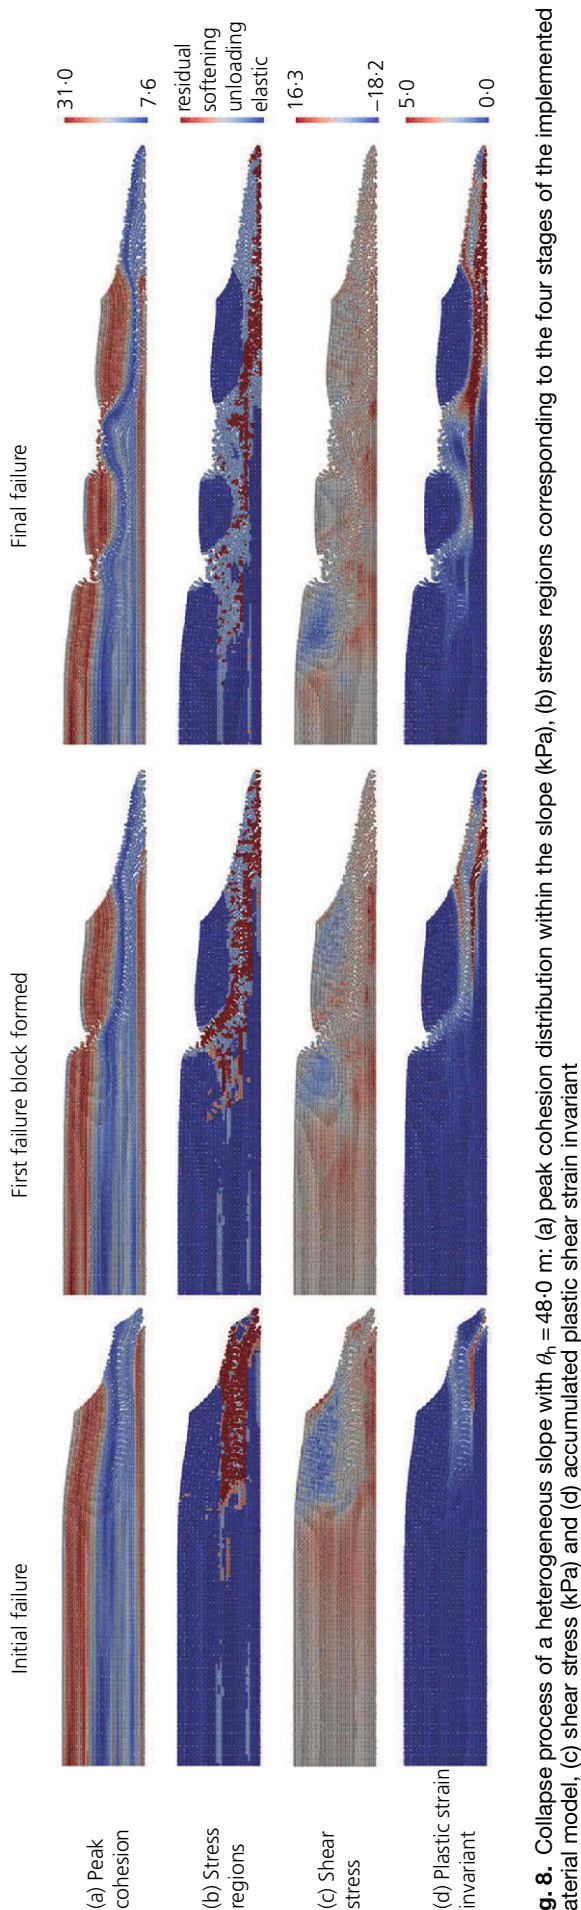 Initial failure
First failure block formed
Final failure
(a) Peak
cohesion
31·0
7·6
(b) Stress
regions
residual
softening
unloading
elastic
(c) Shear
stress
16·3
–18·2
(d) Plastic strain
invariant
5·0
0·0
g. 8. Collapse process of a heterogeneous slope with θh = 48·0 m: (a) peak cohesion distribution within the slope (kPa), (b) stress regions corresponding to the four stages of the implemented
aterial model, (c) shear stress (kPa) and (d) accumulated plastic shear strain invariant